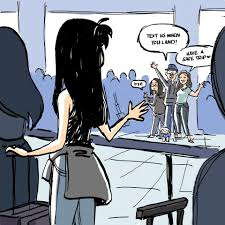 TEXT US WHEN
YOU LAND!
HAVE A
SAFE TRIP~